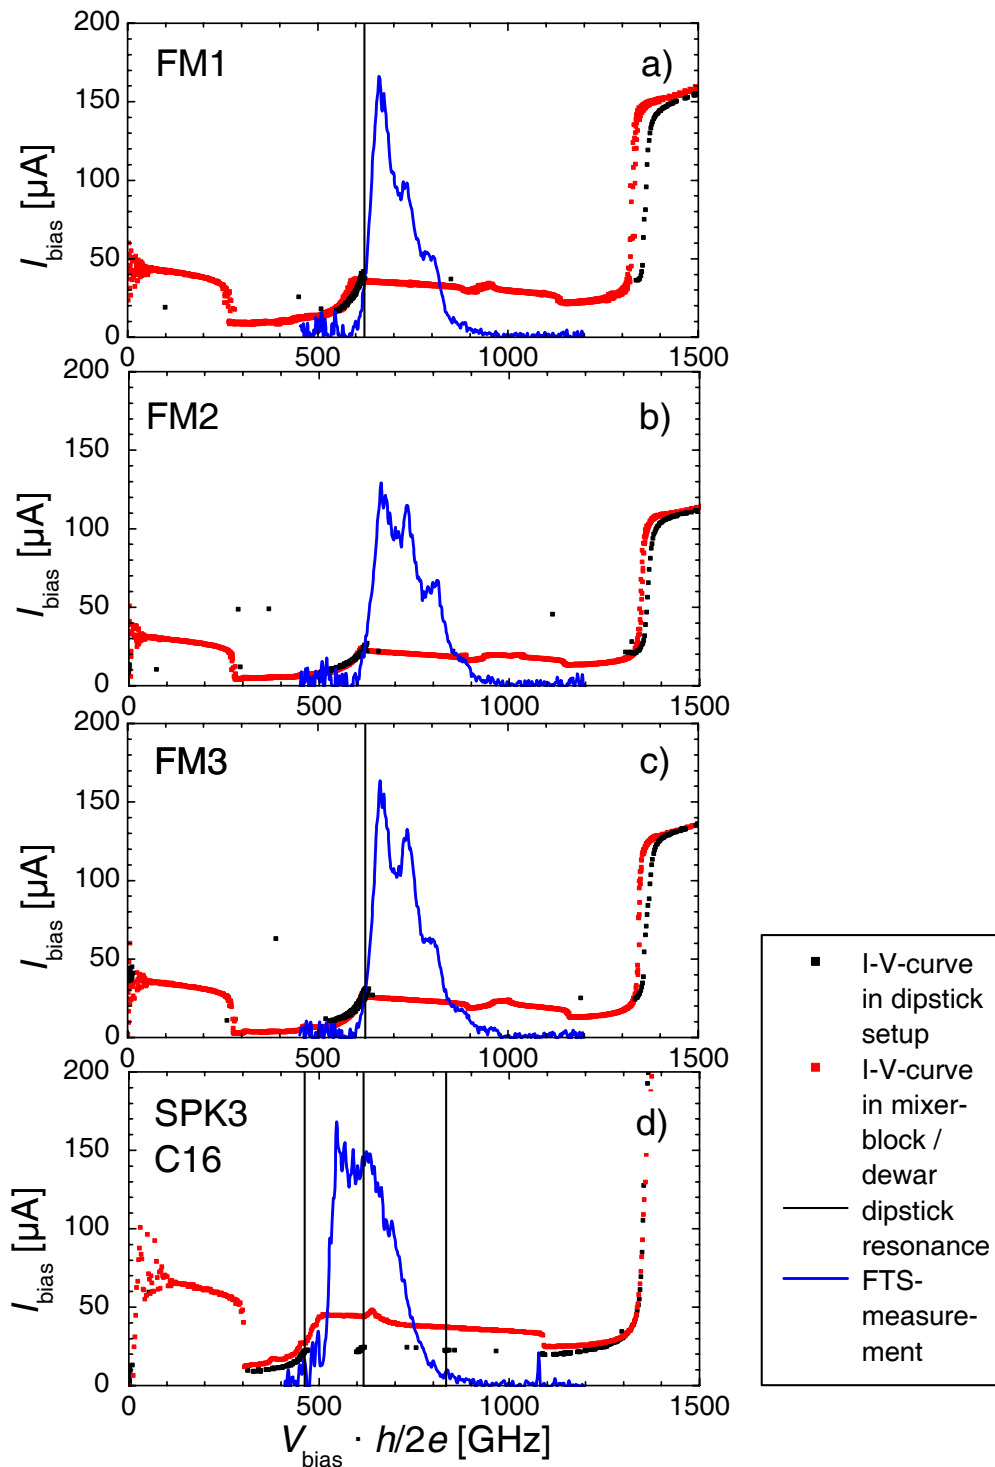 200
FM1
a)
150
100
50
0
I_bias [µA]
0 500 1000 1500
200
FM2
b)
150
100
50
0
I_bias [µA]
0 500 1000 1500
200
FM3
c)
150
100
50
0
I_bias [µA]
0 500 1000 1500
200
SPK3
C16
d)
150
100
50
0
I_bias [µA]
0 500 1000 1500
V_bias · h/2e [GHz]
I-V-curve
in dipstick
setup
I-V-curve
in mixer-
block /
dewar
dipstick
resonance
FTS-
measure-
ment